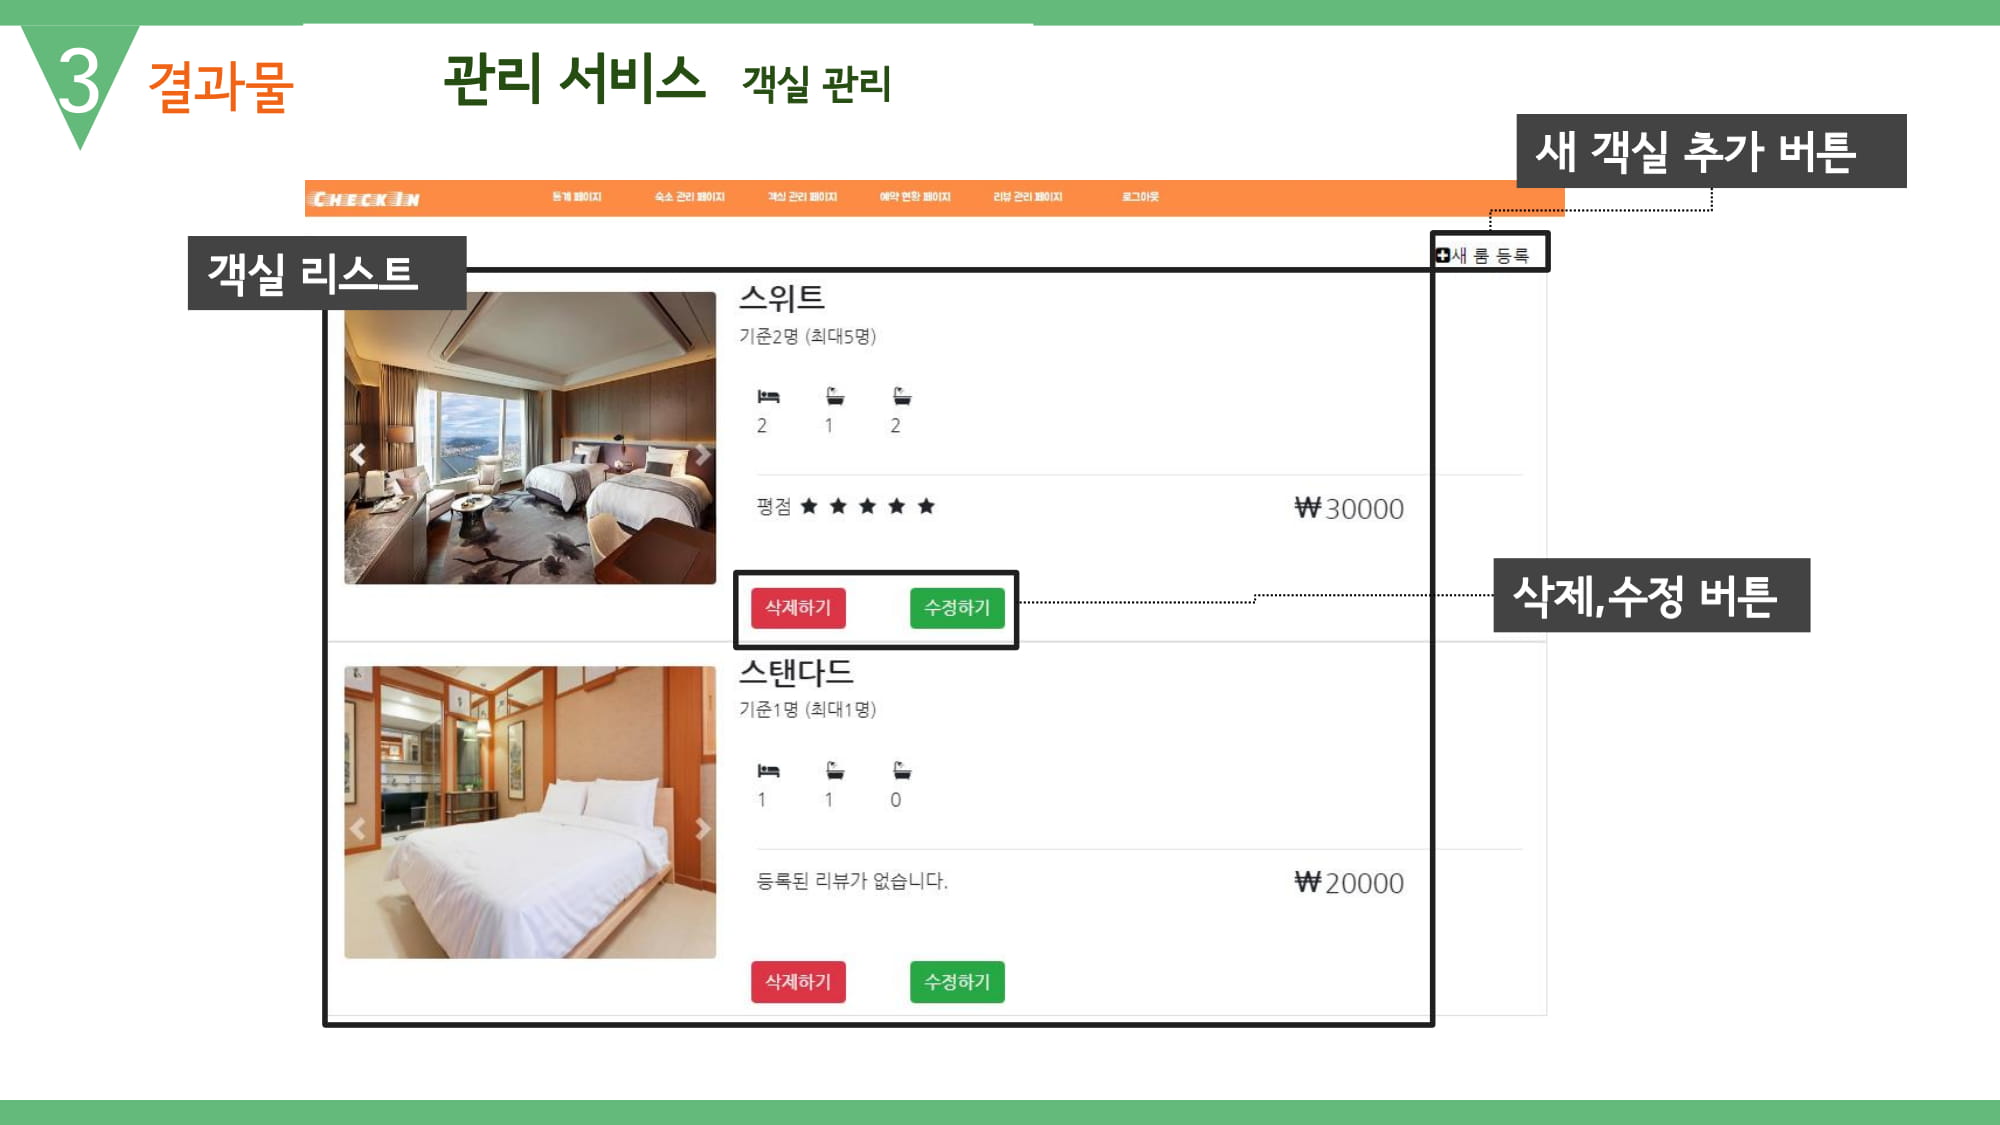 3
결과물
관리 서비스 객실 관리
새 객실 추가 버튼
CHECK IN 통계 페이지 숙소 관리 페이지 객실 관리 페이지 예약 현황 페이지 리뷰 관리 페이지 로그아웃
객실 리스트
새 룸 등록
스위트
기준2명 (최대5명)
2 1 2
평점 ★ ★ ★ ★ ★ ₩30000
삭제,수정 버튼
삭제하기 수정하기
스탠다드
기준1명 (최대1명)
1 1 0
등록된 리뷰가 없습니다. ₩20000
삭제하기 수정하기